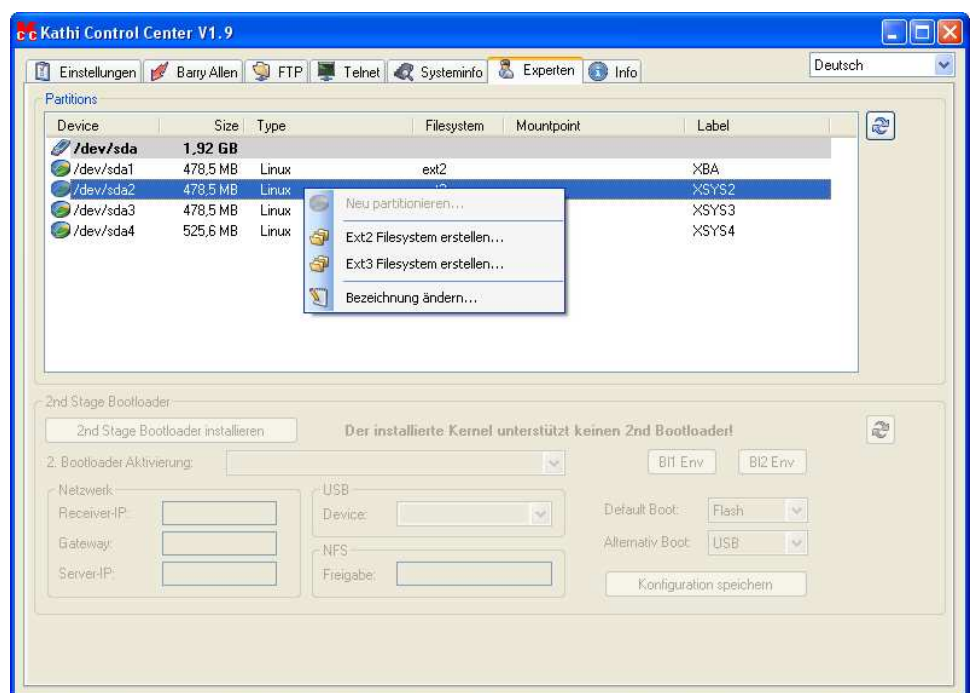 Kathi Control Center V1.9
Einstellungen Barry Allen FTP Telnet Systeminfo Experten Info Deutsch
Partitions
Device Size Type Filesystem Mountpoint Label
/dev/sda 1,92 GB
/dev/sda1 478,5 MB Linux ext2 XBA
/dev/sda2 478,5 MB Linux XSYS2
/dev/sda3 478,5 MB Linux XSYS3
/dev/sda4 525,6 MB Linux XSYS4
Neu partitionieren...
Ext2 Filesystem erstellen...
Ext3 Filesystem erstellen...
Bezeichnung ändern...
2nd Stage Bootloader
2nd Stage Bootloader installieren Der installierte Kernel unterstützt keinen 2nd Bootloader!
2. Bootloader Aktivierung: Bl1 Env Bl2 Env
Netzwerk
Receiver-IP:
Gateway:
Server-IP:
USB
Device:
NFS
Freigabe:
Default Boot: Flash
Alternativ Boot: USB
Konfiguration speichern